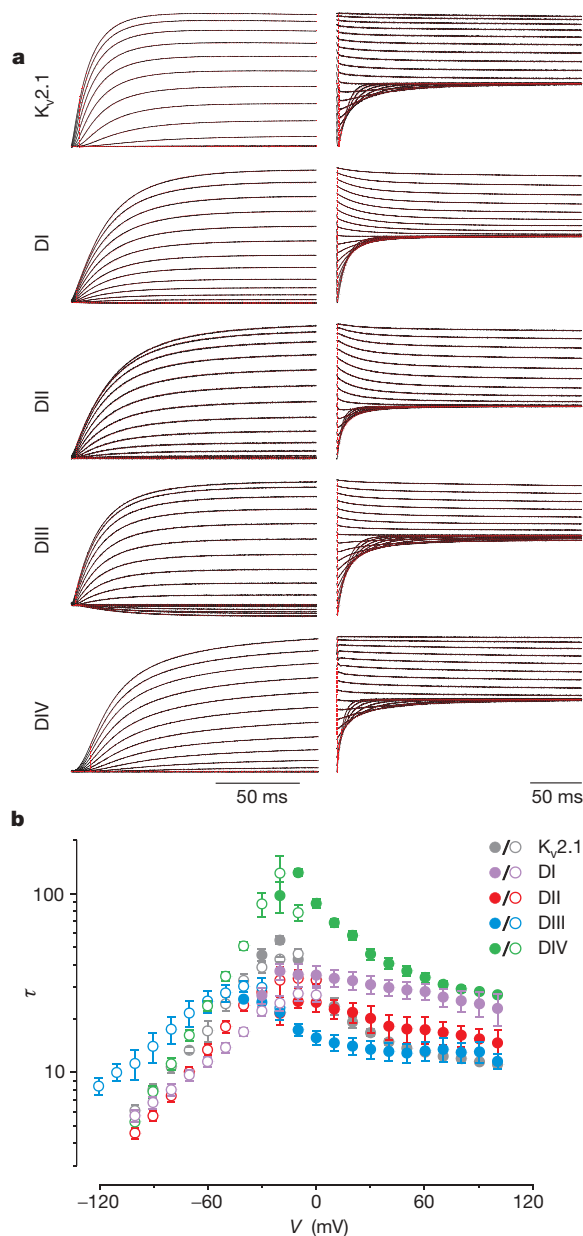 a
Kv2.1
DI
DII
DIII
DIV
50 ms
50 ms
b
Kv2.1
DI
DII
DIII
DIV
100
10
τ
−120
−60
0
60
120
V (mV)